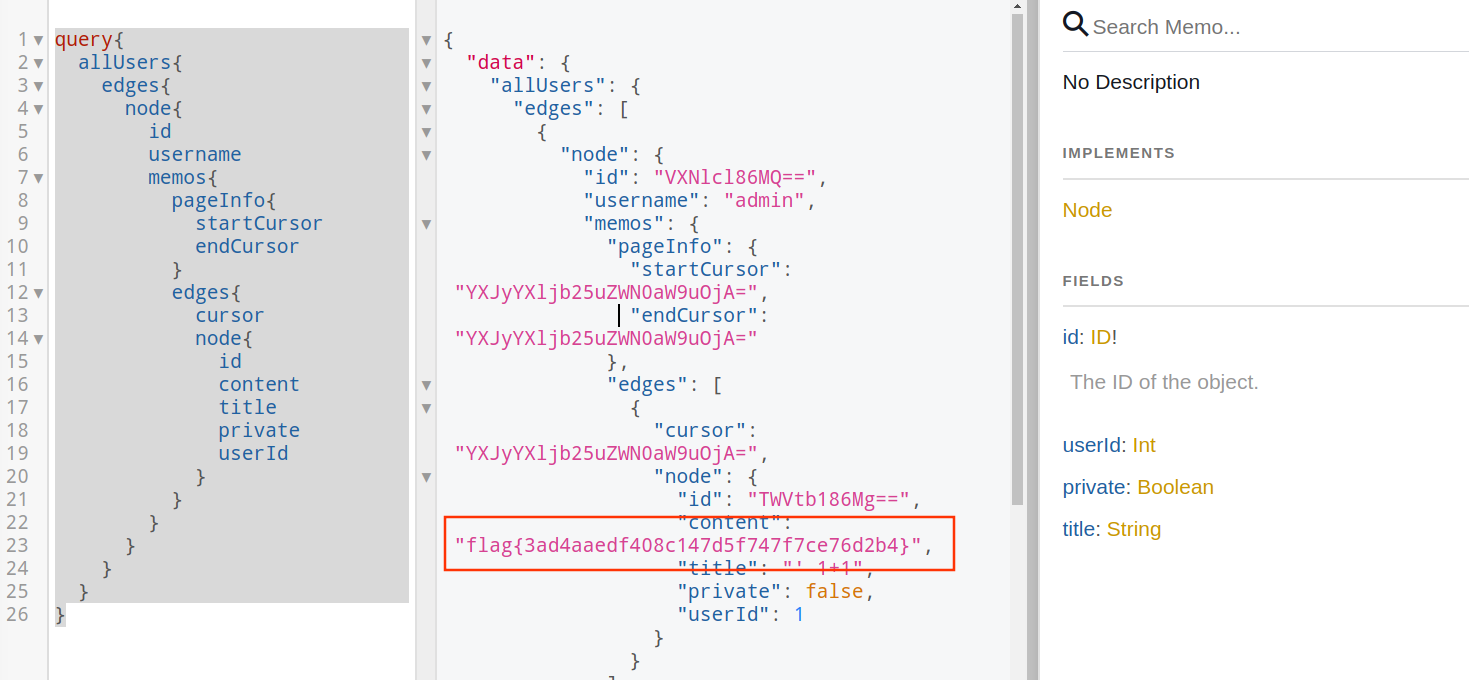 1 query{
2 allUsers{
3 edges{
4 node{
5 id
6 username
7 memos{
8 pageInfo{
9 startCursor
10 endCursor
11 }
12 edges{
13 cursor
14 node{
15 id
16 content
17 title
18 private
19 userId
20 }
21 }
22 }
23 }
24 }
25 }
26 }
{
"data": {
"allUsers": {
"edges": [
{
"node": {
"id": "VXNlcl86MQ==",
"username": "admin",
"memos": {
"pageInfo": {
"startCursor":
"YXJyYXljb25uZWN0aW9uOjA=",
"endCursor":
"YXJyYXljb25uZWN0aW9uOjA="
},
"edges": [
{
"cursor":
"YXJyYXljb25uZWN0aW9uOjA=",
"node": {
"id": "TWVtb186Mg==",
"content":
"flag{3ad4aaedf408c147d5f747f7ce76d2b4}",
"title": "' 1+1",
"private": false,
"userId": 1
}
}
Search Memo...
No Description
IMPLEMENTS
Node
FIELDS
id: ID!
The ID of the object.
userId: Int
private: Boolean
title: String